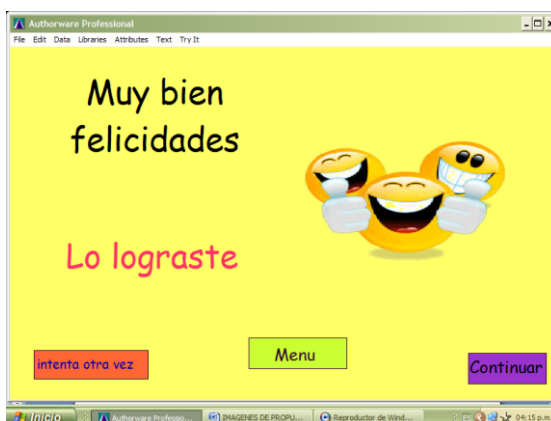 Authorware Professional
File Edit Data Libraries Attributes Text Try It
Muy bien
felicidades
Lo lograste
intenta otra vez
Menu
Continuar
Inicio
Authorware Professio...
IMAGENES DE PROPU...
Reproductor de Wind...
04:15 p.m.